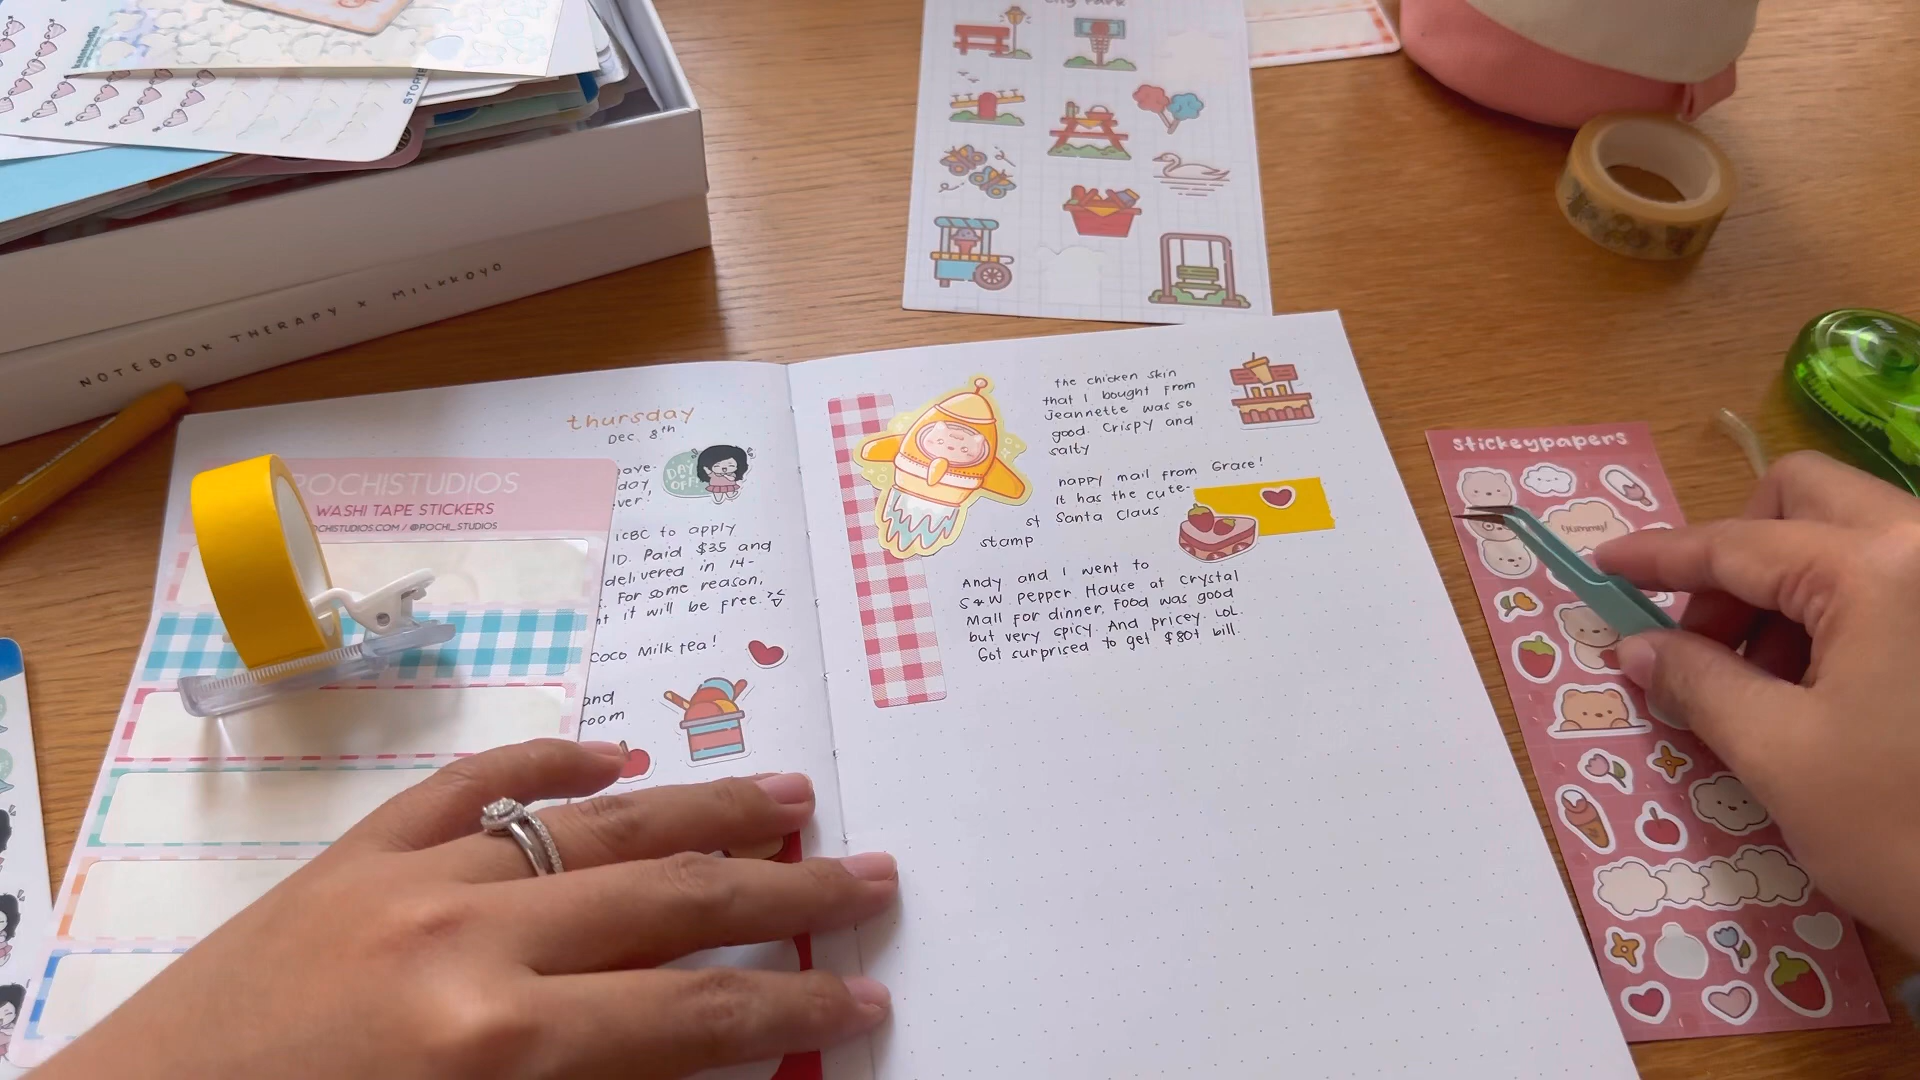 city park
STORIE
NOTEBOOK THERAPY x MILKKOYO
POCHISTUDIOS
WASHI TAPE STICKERS
POCHISTUDIOS.COM / @POCHI_STUDIOS
thursday
Dec. 8th
DAY
OFF!
day
ICBC to apply
ID. Paid $35 and
delivered in 14-
. For some reason,
it will be free.
COCO Milk tea!
and
room
the chicken skin
that I bought from
Jeannette was so
good. Crispy and
salty
happy mail from Grace!
It has the cute-
st Santa Claus
stamp
Andy and I went to
S&W Pepper House at Crystal
Mall for dinner. Food was good
but very spicy. And pricey. LOL.
Got surprised to get $80+ bill.
stickeypapers
yummy!